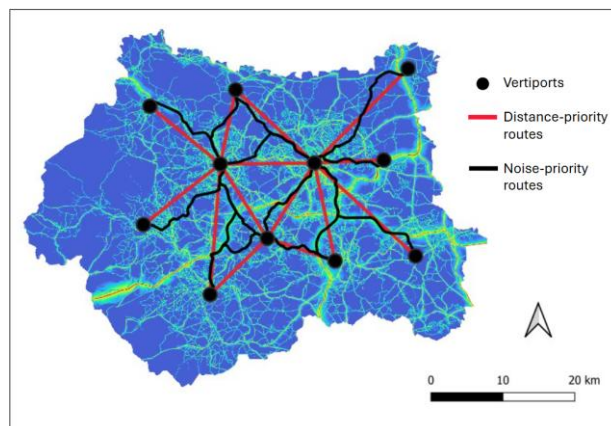 Vertiports
Distance-priority
routes
Noise-priority
routes
0 10 20 km